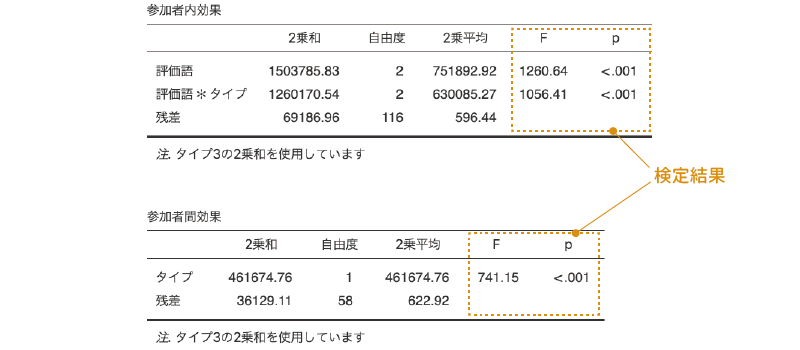 参加者内効果
2乗和 自由度 2乗平均 F p
評価語 1503785.83 2 751892.92 1260.64 <.001
評価語 * タイプ 1260170.54 2 630085.27 1056.41 <.001
残差 69186.96 116 596.44
注. タイプ3の2乗和を使用しています
検定結果
参加者間効果
2乗和 自由度 2乗平均 F p
タイプ 461674.76 1 461674.76 741.15 <.001
残差 36129.11 58 622.92
注. タイプ3の2乗和を使用しています